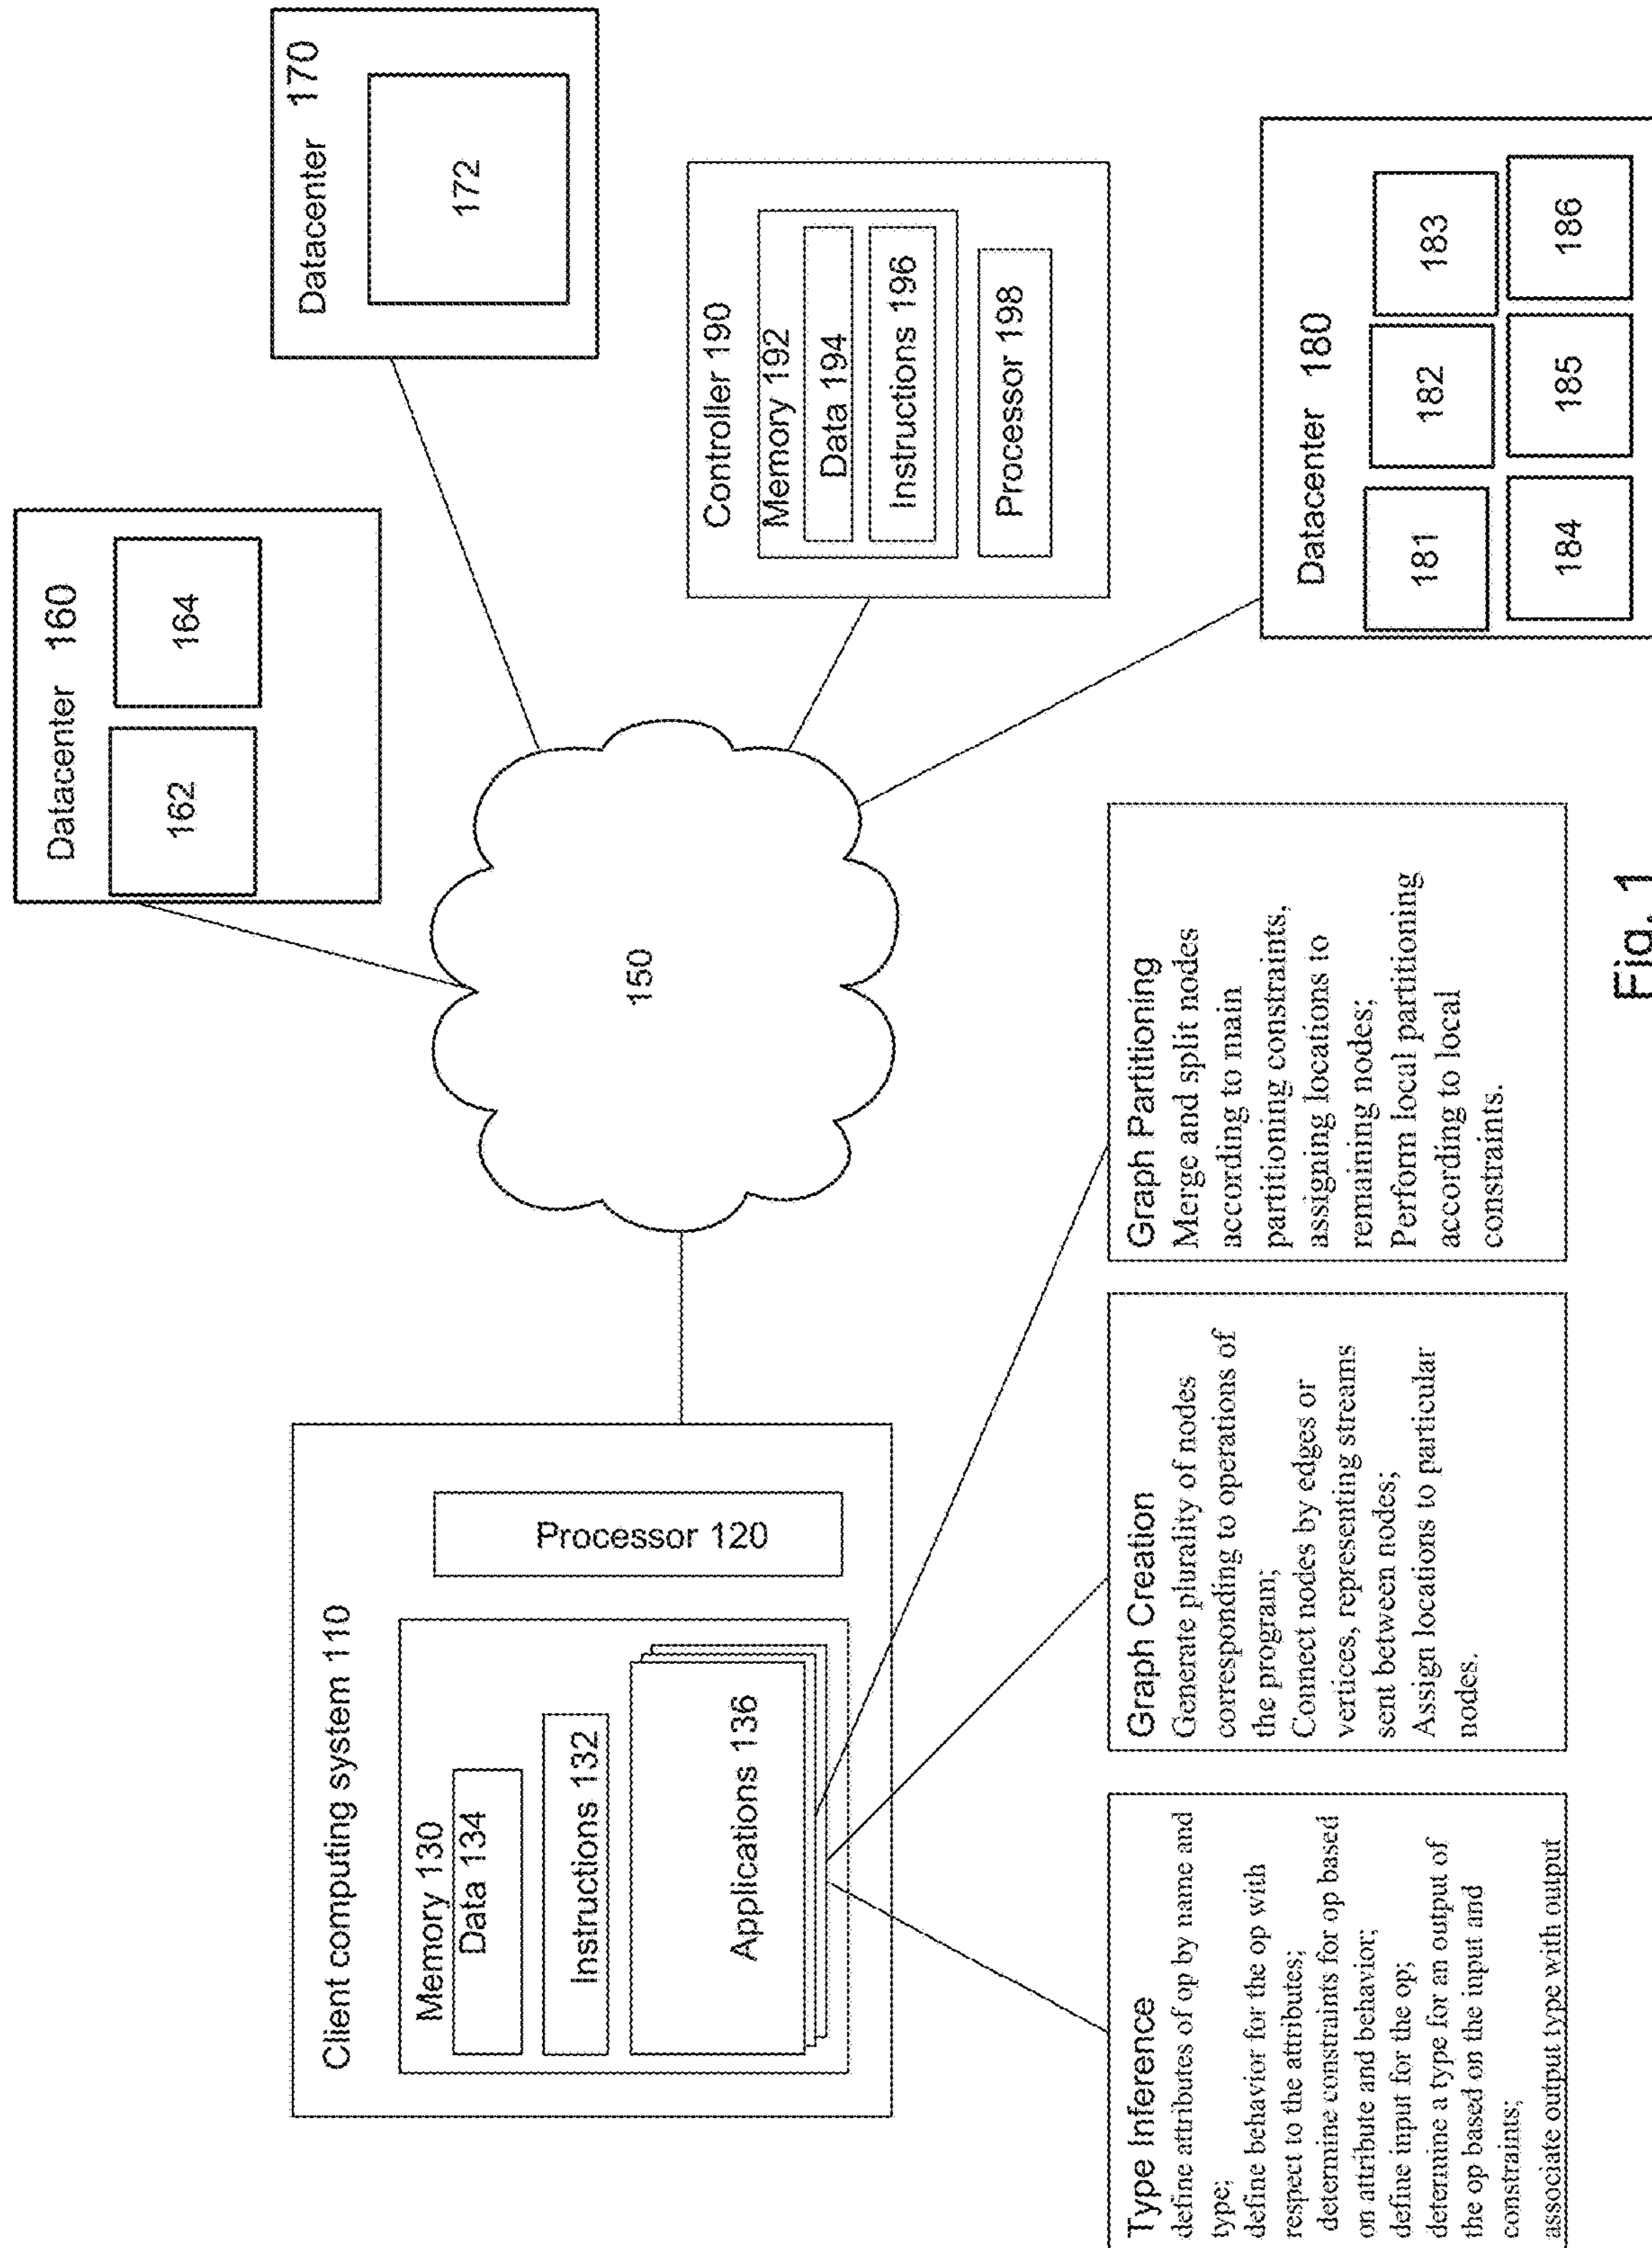 Client computing system 110
Memory 130
Data 134
Instructions 132
Applications 136
Processor 120
150
Datacenter 160
162
164
Datacenter 170
172
Controller 190
Memory 192
Data 194
Instructions 196
Processor 198
Datacenter 180
181
182
183
184
185
186
Type Inference
define attributes of op by name and
type;
define behavior for the op with
respect to the attributes;
determine constraints for op based
on attribute and behavior;
define input for the op;
determine a type for an output of
the op based on the input and
constraints;
associate output type with output
Graph Creation
Generate plurality of nodes
corresponding to operations of
the program;
Connect nodes by edges or
vertices, representing streams
sent between nodes;
Assign locations to particular
nodes.
Graph Partitioning
Merge and split nodes
according to main
partitioning constraints,
assigning locations to
remaining nodes;
Perform local partitioning
according to local
constraints.
Fig. 1